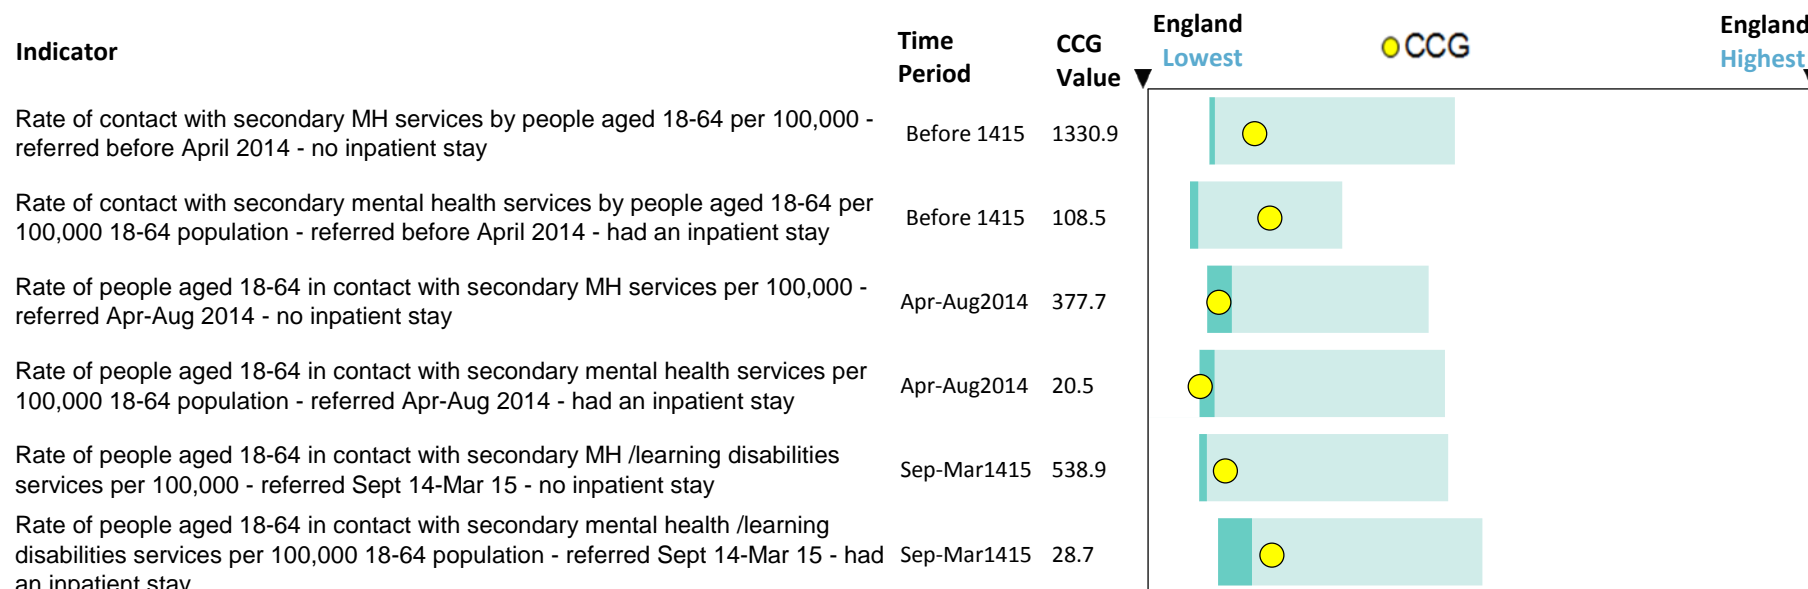 Indicator
Time
Period
CCG
Value
England
Lowest
CCG
England
Highest
Rate of contact with secondary MH services by people aged 18-64 per 100,000 -
referred before April 2014 - no inpatient stay
Before 1415 1330.9
Rate of contact with secondary mental health services by people aged 18-64 per
100,000 18-64 population - referred before April 2014 - had an inpatient stay
Before 1415 108.5
Rate of people aged 18-64 in contact with secondary MH services per 100,000 -
referred Apr-Aug 2014 - no inpatient stay
Apr-Aug2014 377.7
Rate of people aged 18-64 in contact with secondary mental health services per
100,000 18-64 population - referred Apr-Aug 2014 - had an inpatient stay
Apr-Aug2014 20.5
Rate of people aged 18-64 in contact with secondary MH /learning disabilities
services per 100,000 - referred Sept 14-Mar 15 - no inpatient stay
Sep-Mar1415 538.9
Rate of people aged 18-64 in contact with secondary mental health /learning
disabilities services per 100,000 18-64 population - referred Sept 14-Mar 15 - had
an inpatient stay
Sep-Mar1415 28.7